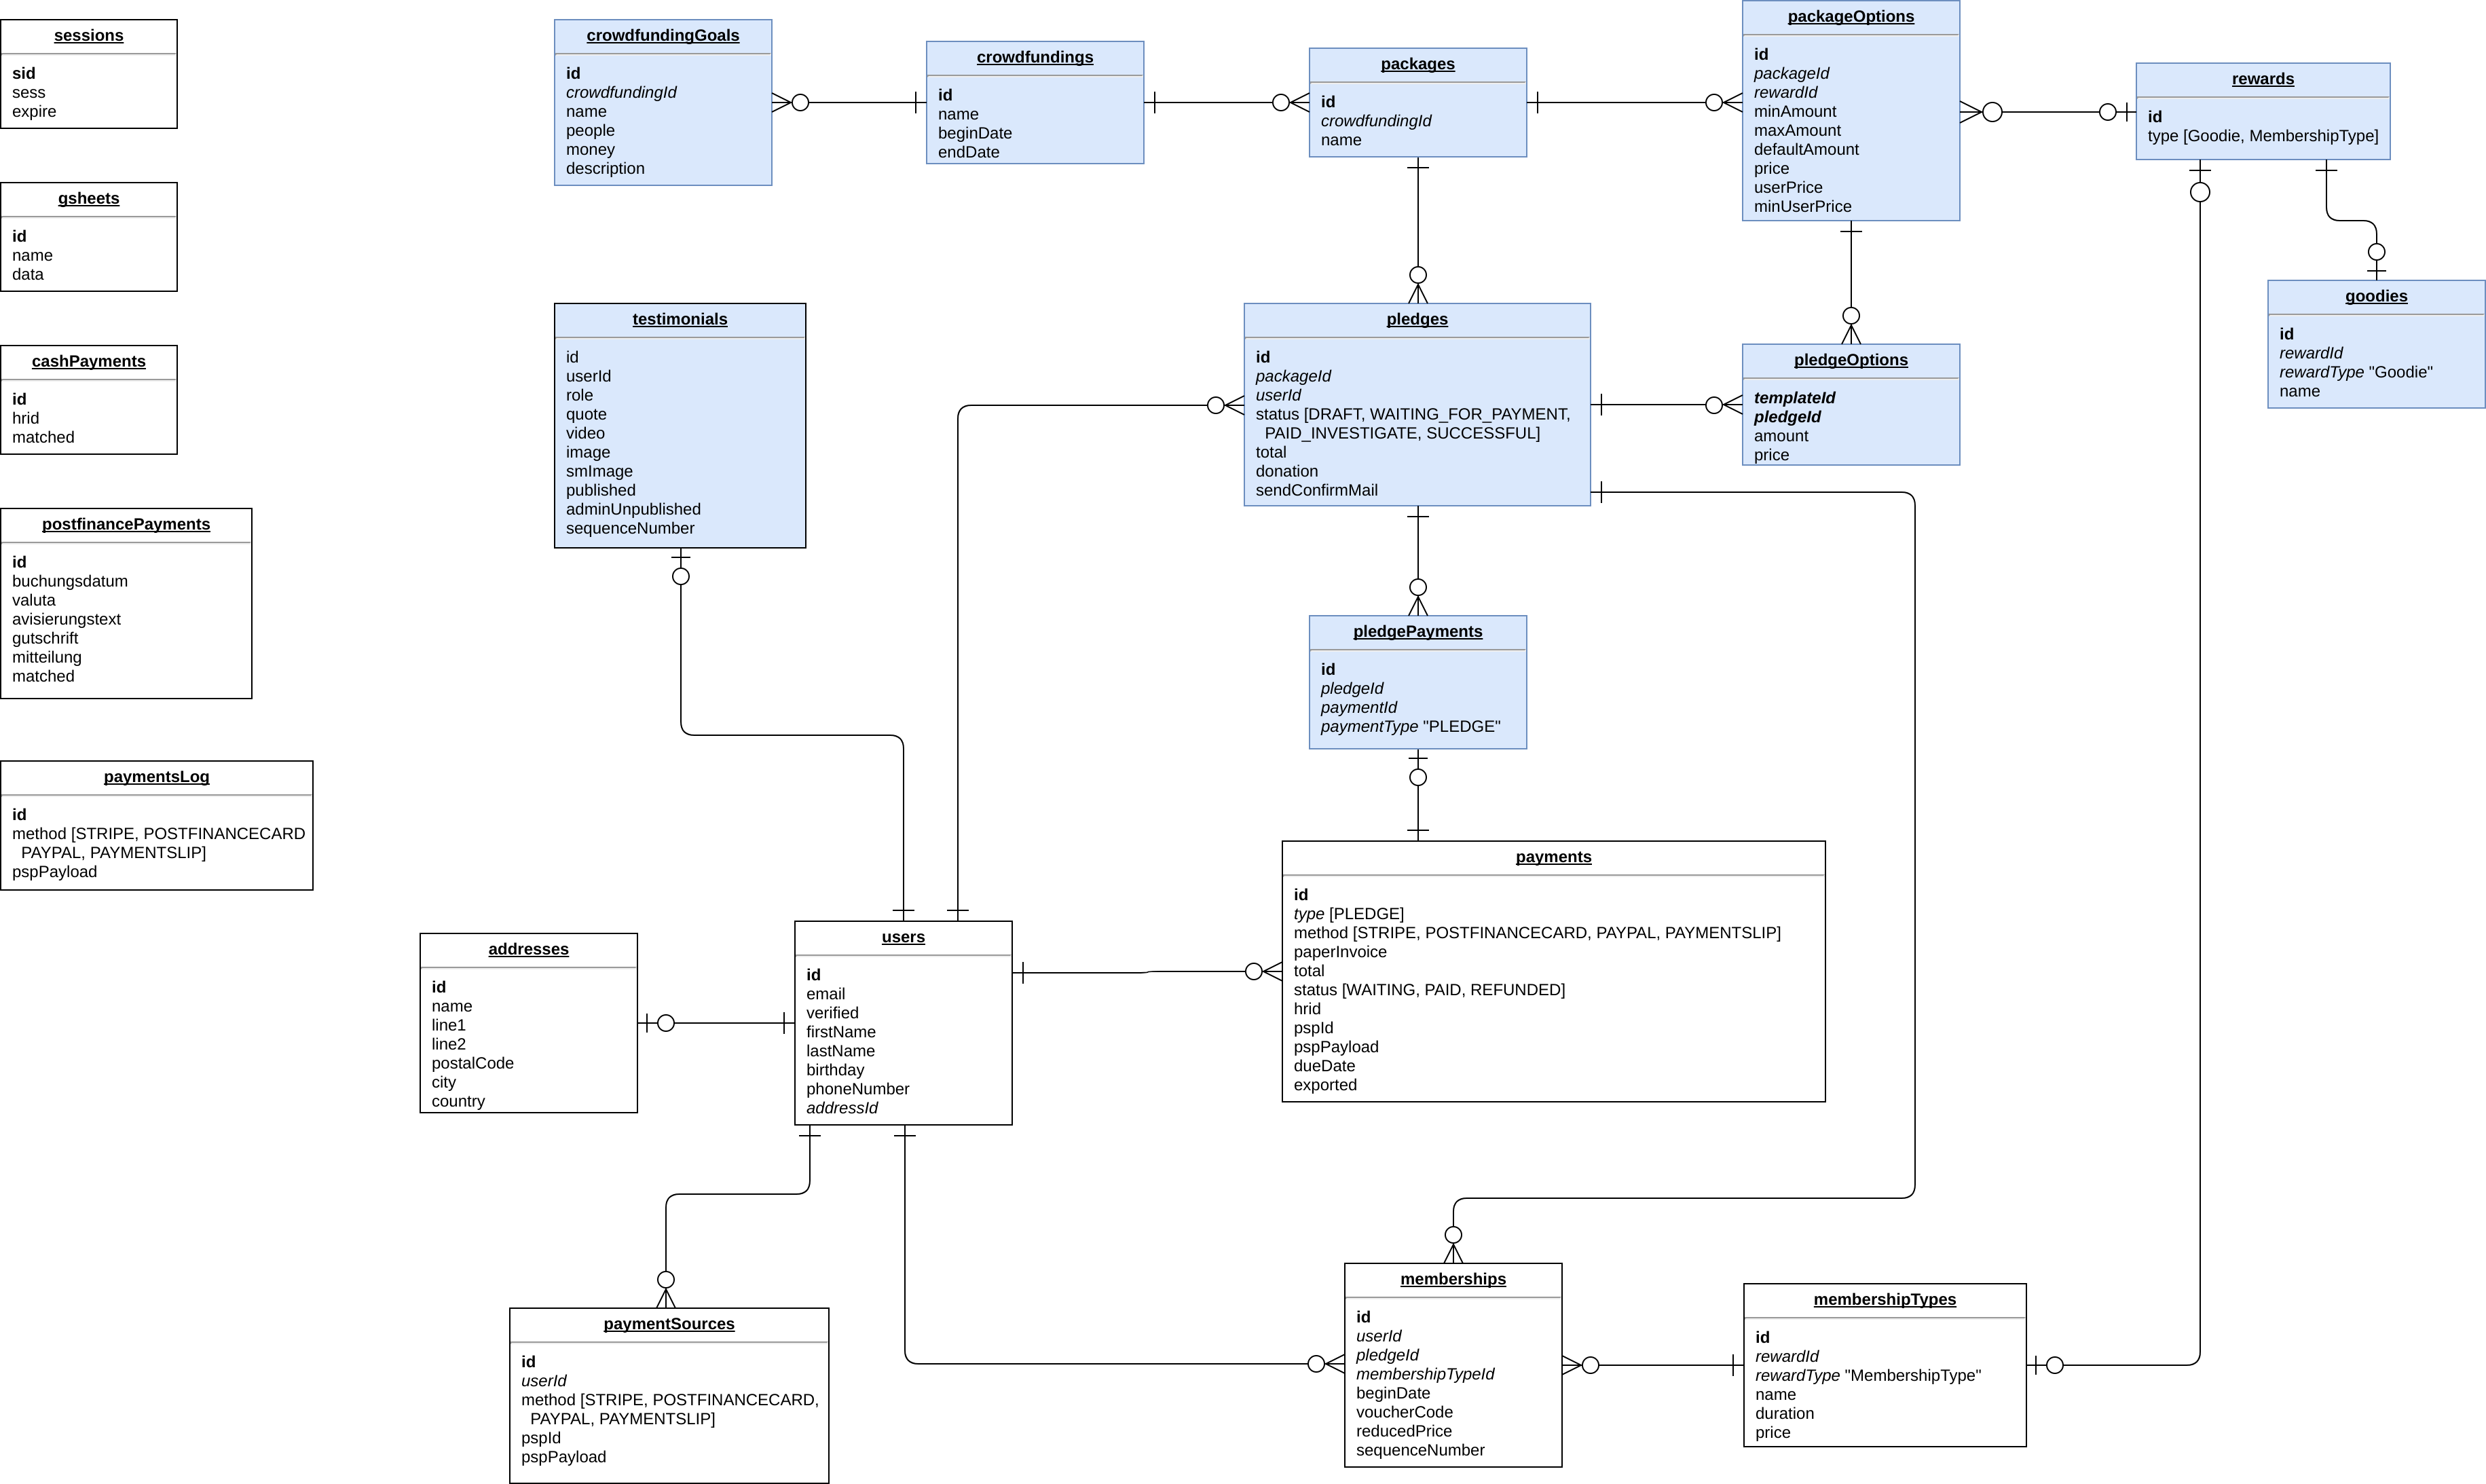 sessions
sid
sess
expire
gsheets
id
name
data
cashPayments
id
hrid
matched
postfinancePayments
id
buchungsdatum
valuta
avisierungstext
gutschrift
mitteilung
matched
paymentsLog
id
method [STRIPE, POSTFINANCECARD
PAYPAL, PAYMENTSLIP]
pspPayload
crowdfundingGoals
id
crowdfundingId
name
people
money
description
crowdfundings
id
name
beginDate
endDate
packages
id
crowdfundingId
name
packageOptions
id
packageId
rewardId
minAmount
maxAmount
defaultAmount
price
userPrice
minUserPrice
rewards
id
type [Goodie, MembershipType]
goodies
id
rewardId
rewardType "Goodie"
name
testimonials
id
userId
role
quote
video
image
smImage
published
adminUnpublished
sequenceNumber
pledges
id
packageId
userId
status [DRAFT, WAITING_FOR_PAYMENT,
PAID_INVESTIGATE, SUCCESSFUL]
total
donation
sendConfirmMail
pledgeOptions
templateId
pledgeId
amount
price
pledgePayments
id
pledgeId
paymentId
paymentType "PLEDGE"
payments
id
type [PLEDGE]
method [STRIPE, POSTFINANCECARD, PAYPAL, PAYMENTSLIP]
paperInvoice
total
status [WAITING, PAID, REFUNDED]
hrid
pspId
pspPayload
dueDate
exported
addresses
id
name
line1
line2
postalCode
city
country
users
id
email
verified
firstName
lastName
birthday
phoneNumber
addressId
paymentSources
id
userId
method [STRIPE, POSTFINANCECARD,
PAYPAL, PAYMENTSLIP]
pspId
pspPayload
memberships
id
userId
pledgeId
membershipTypeId
beginDate
voucherCode
reducedPrice
sequenceNumber
membershipTypes
id
rewardId
rewardType "MembershipType"
name
duration
price